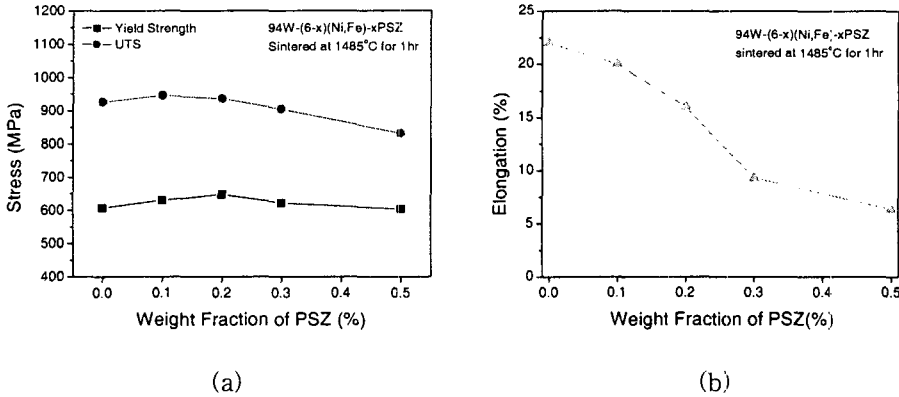 Yield Strength
UTS
94W-(6-x)(Ni,Fe)-xPSZ
Sintered at 1485°C for 1hr
1200
1100
1000
900
800
700
600
500
400
Stress (MPa)
0.0 0.1 0.2 0.3 0.4 0.5
Weight Fraction of PSZ (%)
(a)
94W-(6-x)(Ni,Fe)-xPSZ
sintered at 1485°C for 1hr
25
20
15
10
5
0
Elongation (%)
0.0 0.1 0.2 0.3 0.4 0.5
Weight Fraction of PSZ(%)
(b)